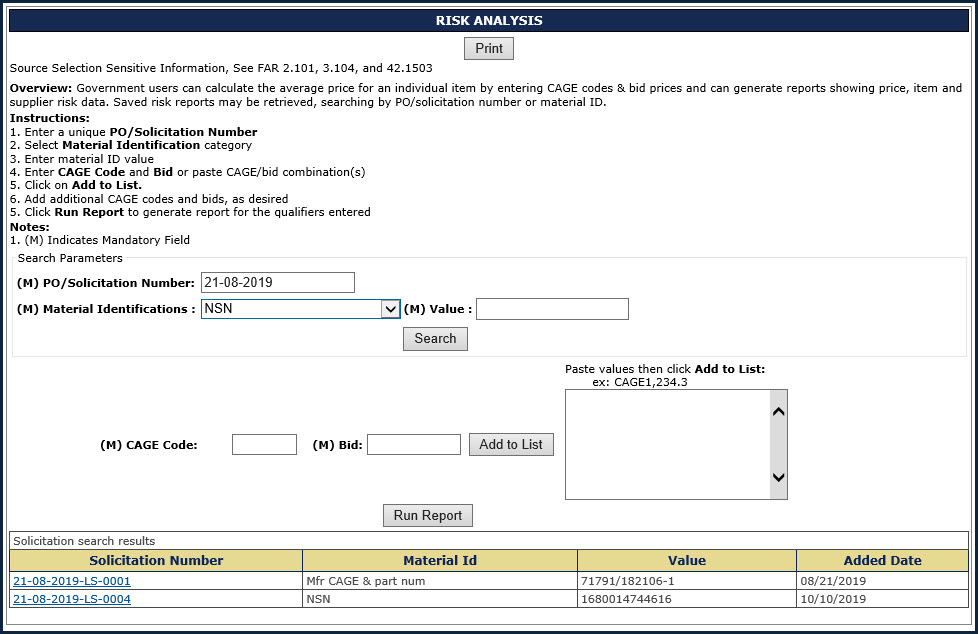 RISK ANALYSIS
Print
Source Selection Sensitive Information, See FAR 2.101, 3.104, and 42.1503
Overview: Government users can calculate the average price for an individual item by entering CAGE codes & bid prices and can generate reports showing price, item and
supplier risk data. Saved risk reports may be retrieved, searching by PO/solicitation number or material ID.
Instructions:
1. Enter a unique PO/Solicitation Number
2. Select Material Identification category
3. Enter material ID value
4. Enter CAGE Code and Bid or paste CAGE/bid combination(s)
5. Click on Add to List.
6. Add additional CAGE codes and bids, as desired
5. Click Run Report to generate report for the qualifiers entered
Notes:
1. (M) Indicates Mandatory Field
Search Parameters
(M) PO/Solicitation Number: 21-08-2019
(M) Material Identifications : NSN (M) Value :
Search
Paste values then click Add to List:
ex: CAGE1,234.3
(M) CAGE Code: (M) Bid: Add to List
Run Report
Solicitation search results
Solicitation Number Material Id Value Added Date
21-08-2019-LS-0001 Mfr CAGE & part num 71791/182106-1 08/21/2019
21-08-2019-LS-0004 NSN 1680014744616 10/10/2019